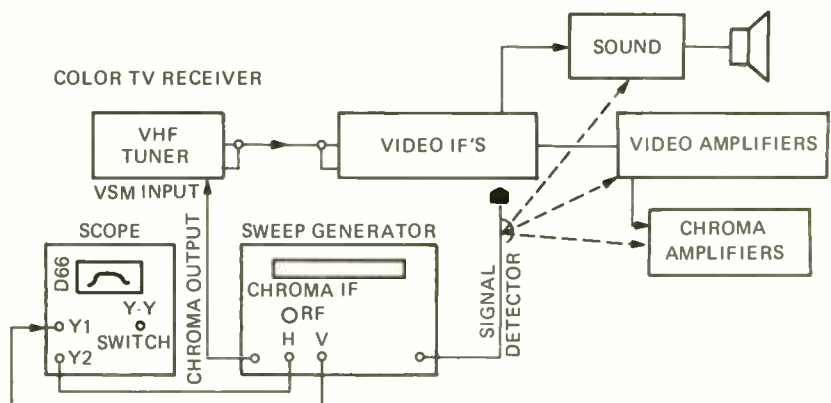 SOUND
COLOR TV RECEIVER
VHF
TUNER
VIDEO IF'S
VIDEO AMPLIFIERS
VSM INPUT
CHROMA
AMPLIFIERS
SCOPE
SWEEP GENERATOR
D66
CHROMA OUTPUT
CHROMA IF
RF
H V
Y-Y
SWITCH
Y1
Y2
SIGNAL
DETECTOR